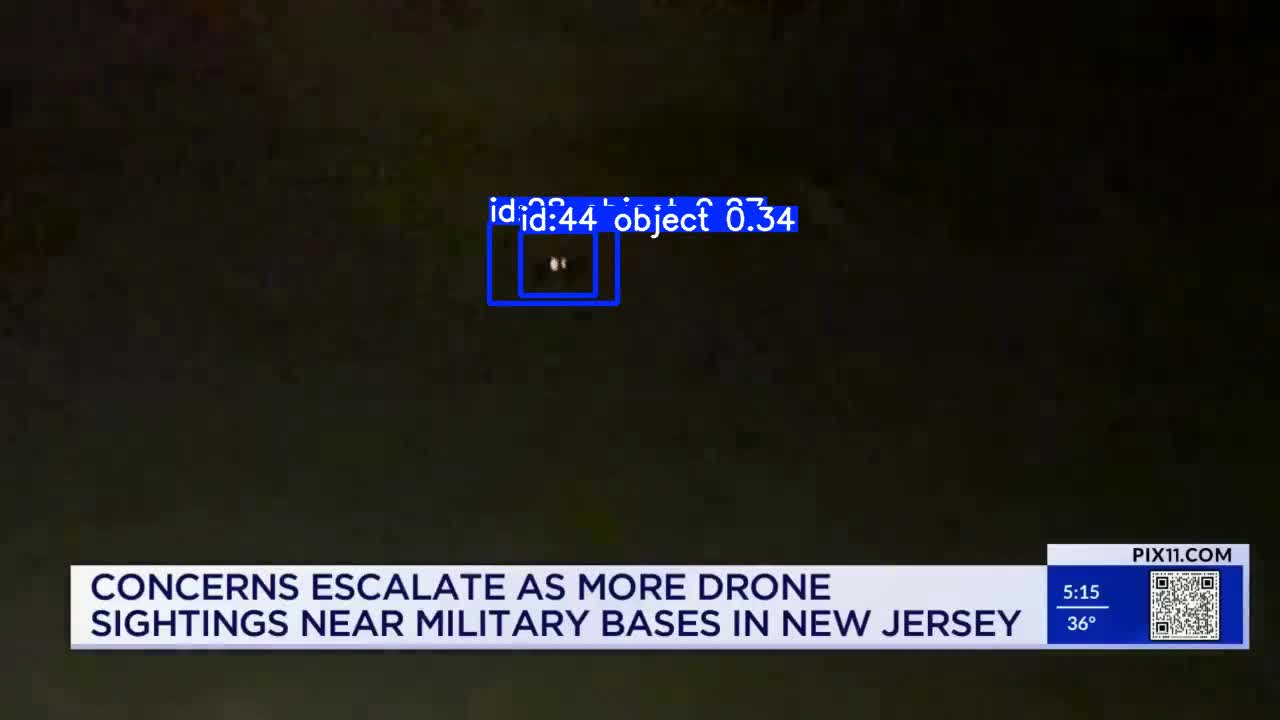 id:44 object 0.34
CONCERNS ESCALATE AS MORE DRONE
SIGHTINGS NEAR MILITARY BASES IN NEW JERSEY
PIX11.COM
5:15
36°